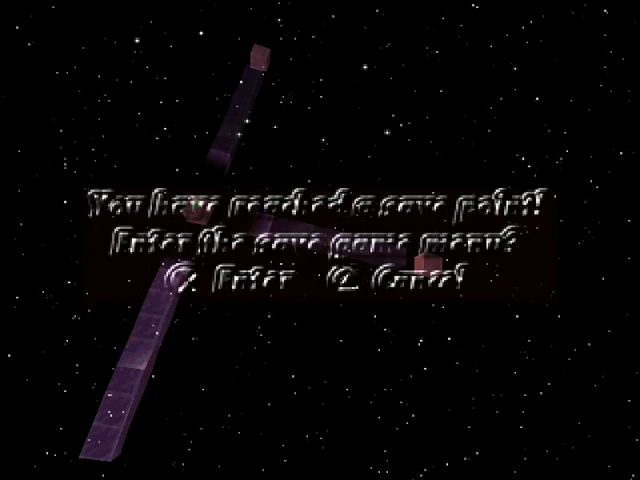 You have reached a save point!
Enter the save game menu?
Enter Cancel